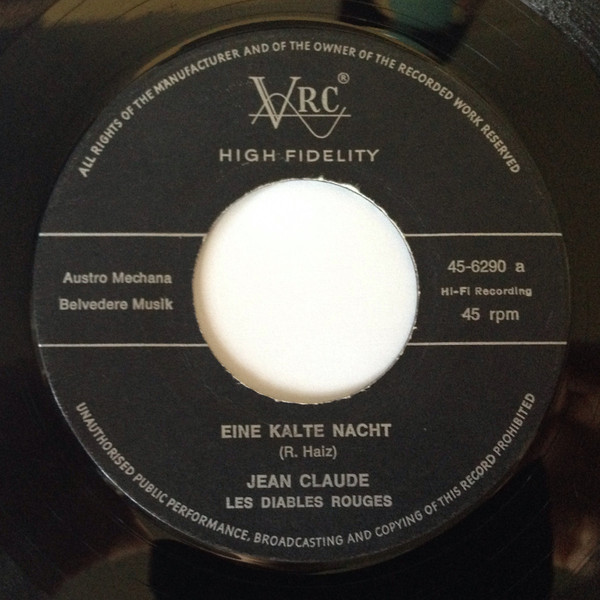 ALL RIGHTS OF THE MANUFACTURER AND OF THE OWNER OF THE RECORDED WORK RESERVED
VRC®
HIGH FIDELITY
Austro Mechana
Belvedere Musik
45-6290 a
Hi-Fi Recording
45 rpm
EINE KALTE NACHT
(R. Haiz)
JEAN CLAUDE
LES DIABLES ROUGES
UNAUTHORISED PUBLIC PERFORMANCE, BROADCASTING AND COPYING OF THIS RECORD PROHIBITED